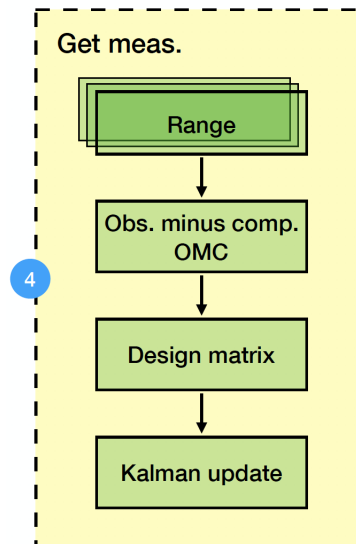 Get meas.
Range
Obs. minus comp.
OMC
4
Design matrix
Kalman update